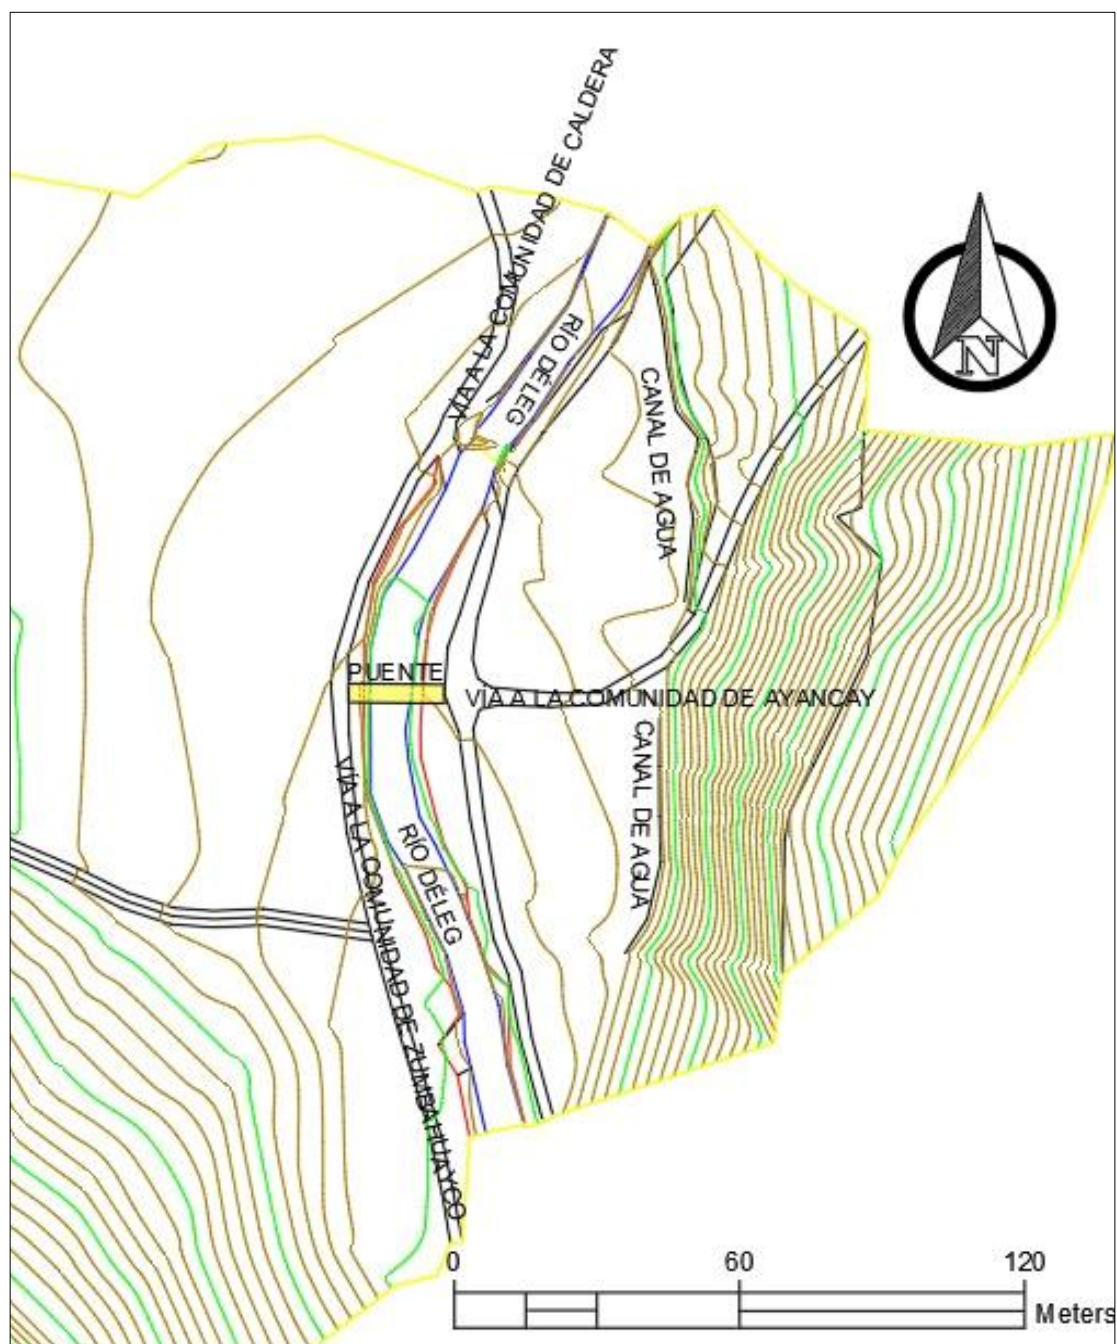 VÍA A LA COMUNIDAD DE CALDERA
RÍO DÉLEG
N
CANAL DE AGUA
PUENTE
VÍA A LA COMUNIDAD DE AYANCAY
CANAL DE AGUA
VÍA A LA COMUNIDAD DE ZUMBAHUAYCO
RÍO DÉLEG
0 60 120
Meters